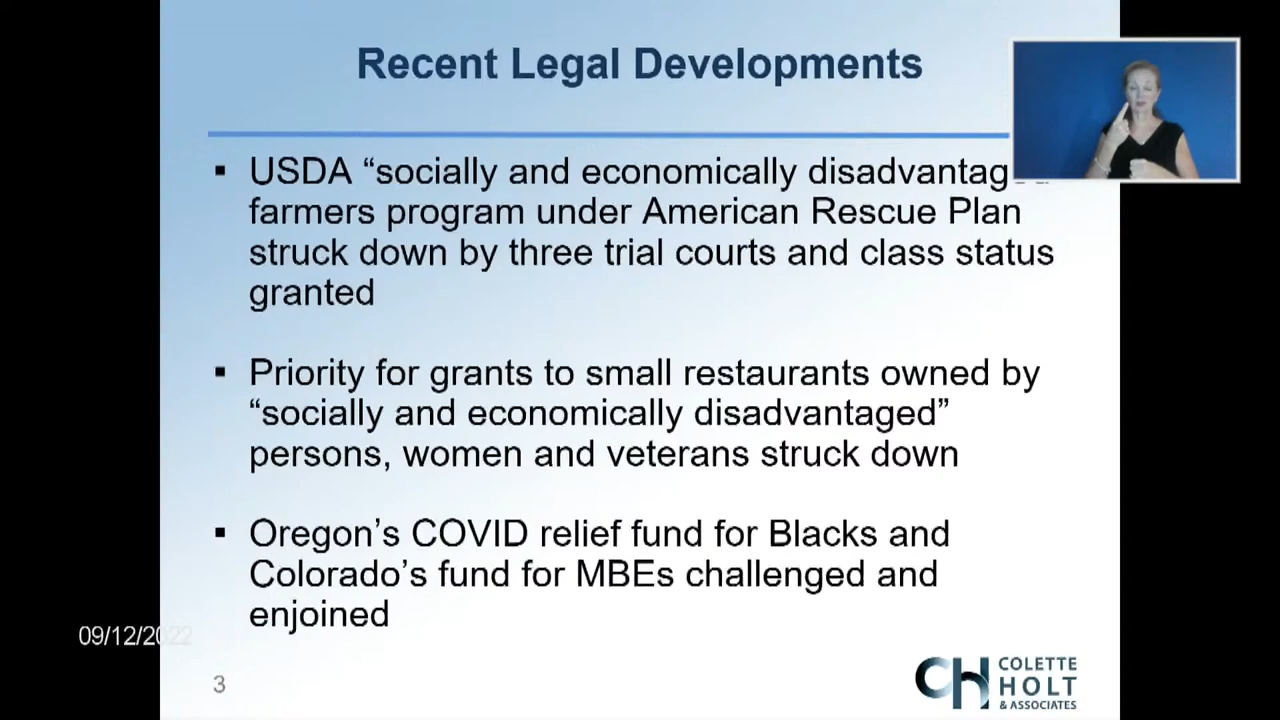 Recent Legal Developments
▪ USDA “socially and economically
farmers program under American Rescue Plan
struck down by three trial courts and class status
granted
▪ Priority for grants to small restaurants owned by
“socially and economically disadvantaged”
persons, women and veterans struck down
▪ Oregon’s COVID relief fund for Blacks and
Colorado’s fund for MBEs challenged and
enjoined
09/12/2022
3
CH COLETTE
HOLT
& ASSOCIATES